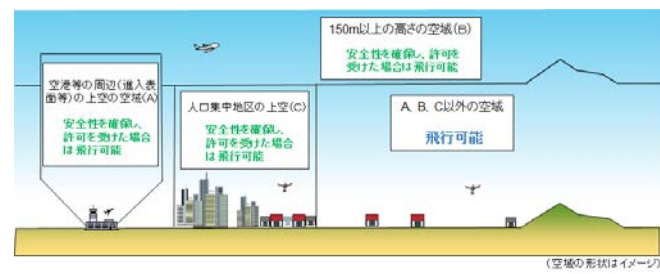 150m以上の高さの空域(B)
安全性を確保し、許可を
受けた場合は飛行可能
空港等の周辺(進入表
面等)の上空の空域(A)
安全性を確保し、
許可を受けた場合
は飛行可能
人口集中地区の上空(C)
安全性を確保し、
許可を受けた場合
は飛行可能
A、B、C以外の空域
飛行可能
(空域の形状はイメージ)